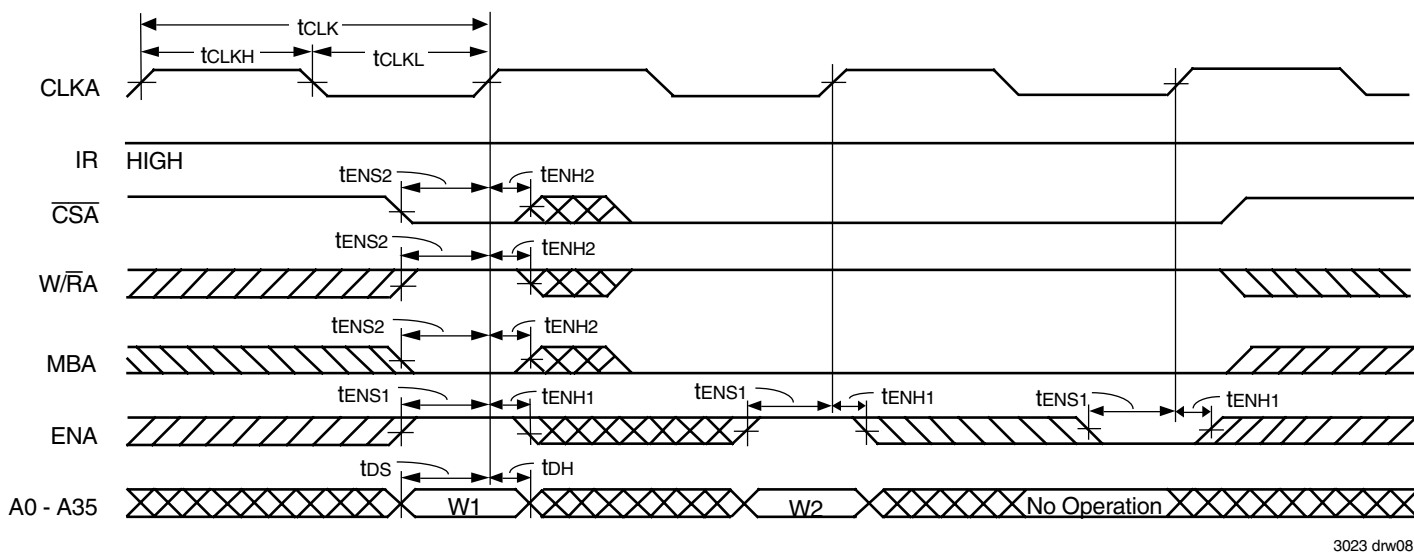 tCLK
tCLKH
tCLKL
CLKA
IR
HIGH
tENS2
tENH2
CSA
tENS2
tENH2
W/RA
tENS2
tENH2
MBA
tENS1
tENH1
tENS1
tENH1
tENS1
tENH1
ENA
tDS
tDH
A0 - A35
W1
W2
No Operation
3023 drw08